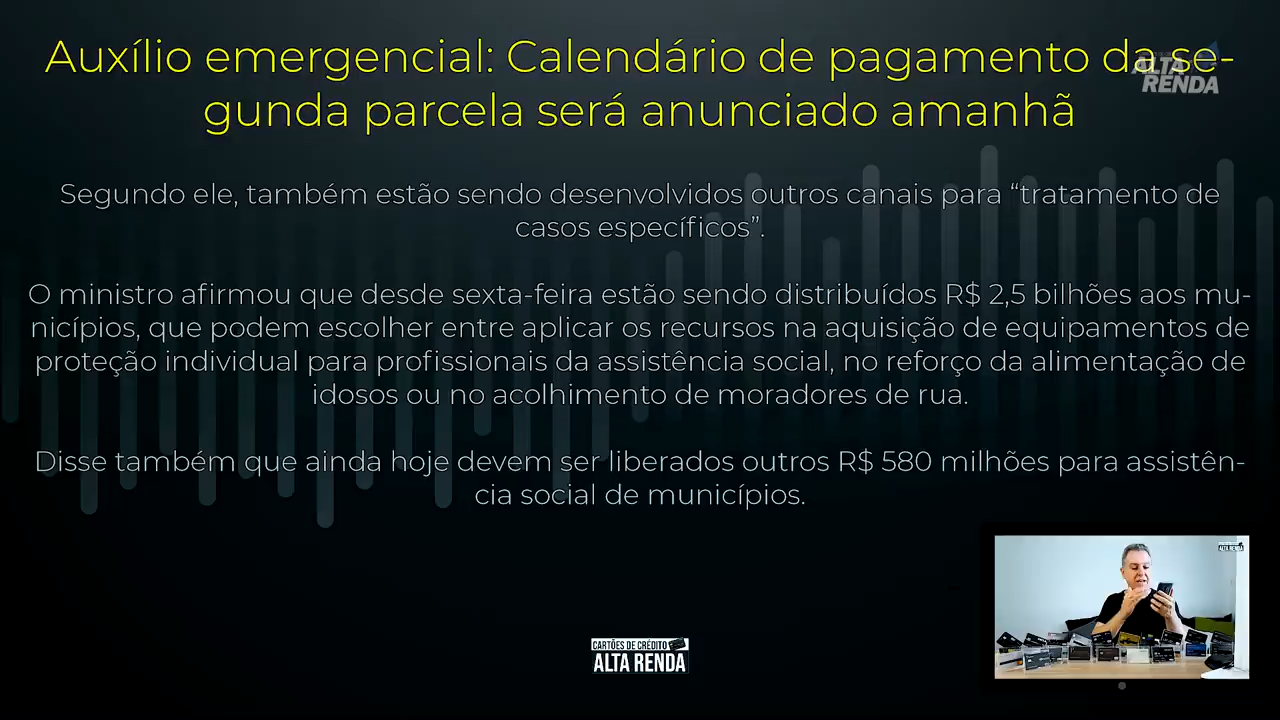 Auxílio emergencial: Calendário de pagamento da se-
gunda parcela será anunciado amanhã
ALTA
RENDA
Segundo ele, também estão sendo desenvolvidos outros canais para “tratamento de
casos específicos”.
O ministro afirmou que desde sexta-feira estão sendo distribuídos R$ 2,5 bilhões aos mu-
nicípios, que podem escolher entre aplicar os recursos na aquisição de equipamentos de
proteção individual para profissionais da assistência social, no reforço da alimentação de
idosos ou no acolhimento de moradores de rua.
Disse também que ainda hoje devem ser liberados outros R$ 580 milhões para assistên-
cia social de municípios.
ALTA RENDA
CARTÕES DE CRÉDITO
ALTA RENDA